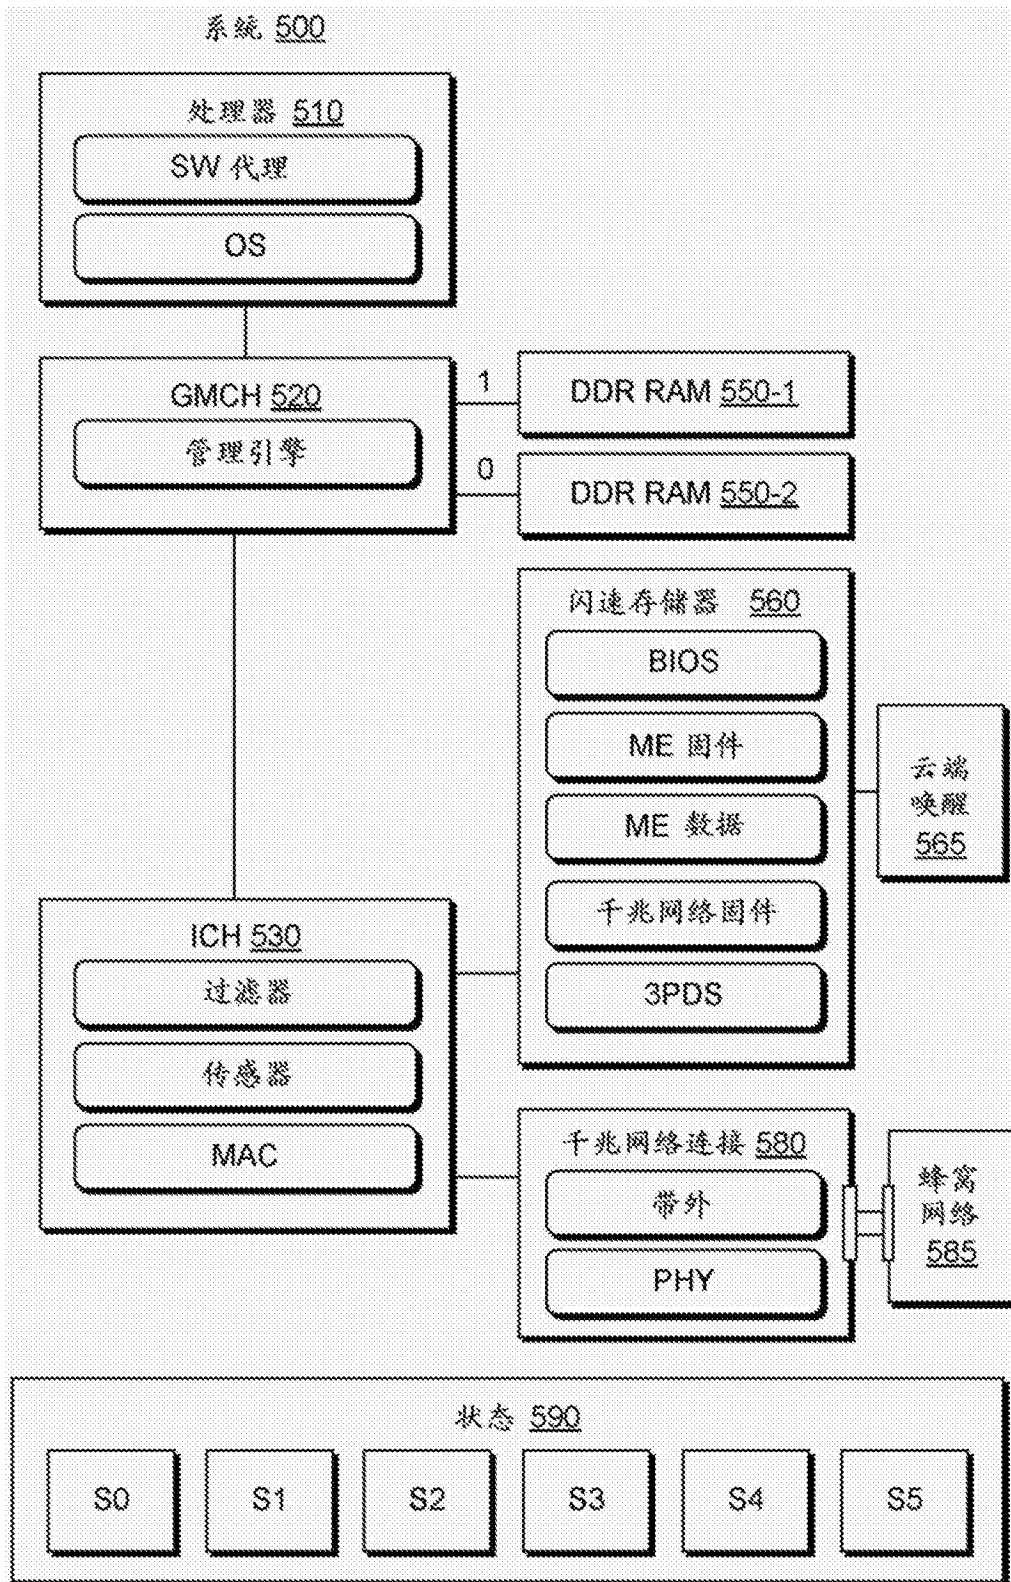 系统 500
处理器 510
SW 代理
OS
GMCH 520
管理引擎
1
DDR RAM 550-1
0
DDR RAM 550-2
闪速存储器 560
BIOS
ME 固件
ME 数据
千兆网络固件
3PDS
云端
唤醒
565
ICH 530
过滤器
传感器
MAC
千兆网络连接 580
带外
PHY
蜂窝
网络
585
状态 590
S0
S1
S2
S3
S4
S5